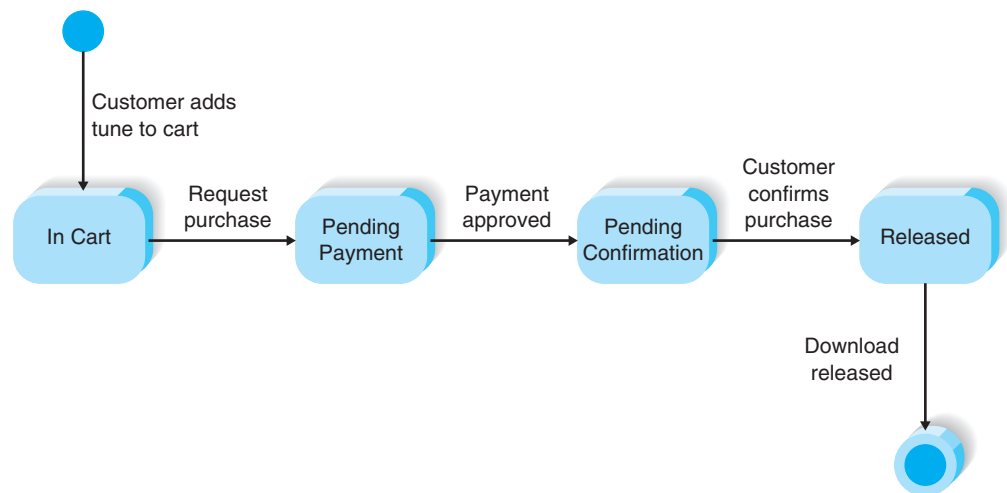 Customer adds
tune to cart
In Cart
Request
purchase
Pending
Payment
Payment
approved
Pending
Confirmation
Customer
confirms
purchase
Released
Download
released